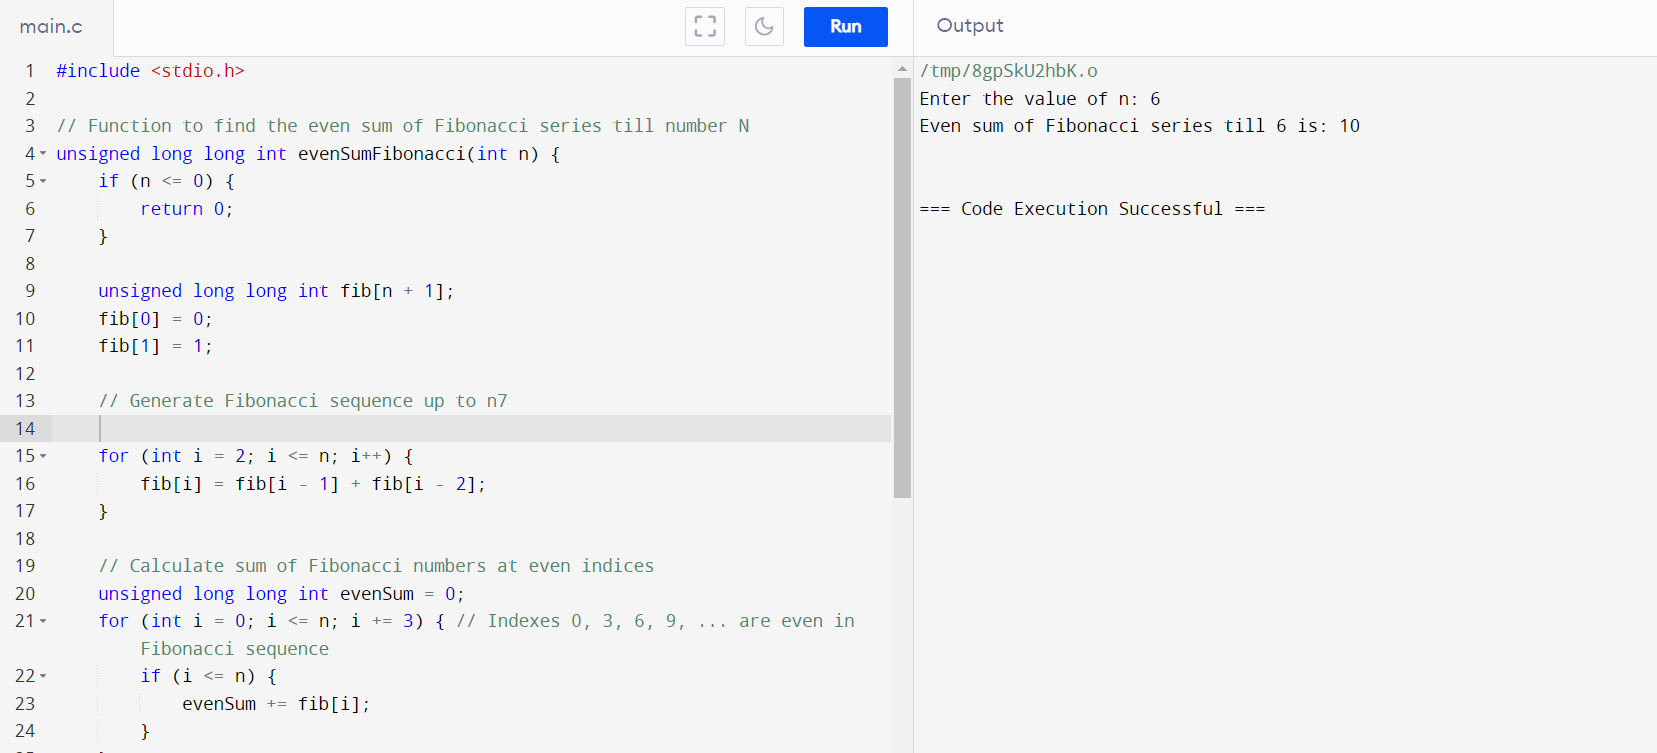 main.c
Run
Output
1 #include <stdio.h>
2
3 // Function to find the even sum of Fibonacci series till number N
4 unsigned long long int evenSumFibonacci(int n) {
5     if (n <= 0) {
6         return 0;
7     }
8
9     unsigned long long int fib[n + 1];
10     fib[0] = 0;
11     fib[1] = 1;
12
13     // Generate Fibonacci sequence up to n7
14
15     for (int i = 2; i <= n; i++) {
16         fib[i] = fib[i - 1] + fib[i - 2];
17     }
18
19     // Calculate sum of Fibonacci numbers at even indices
20     unsigned long long int evenSum = 0;
21     for (int i = 0; i <= n; i += 3) { // Indexes 0, 3, 6, 9, ... are even in
Fibonacci sequence
22         if (i <= n) {
23             evenSum += fib[i];
24         }
/tmp/8gpSkU2hbK.o
Enter the value of n: 6
Even sum of Fibonacci series till 6 is: 10
=== Code Execution Successful ===